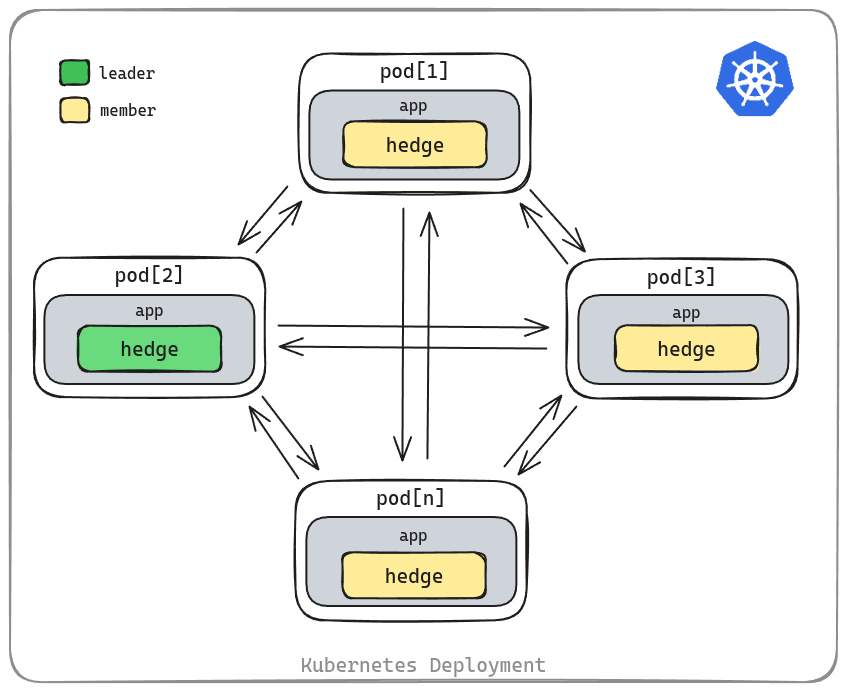 leader
member
pod[1]
app
hedge
pod[2]
app
hedge
pod[3]
app
hedge
pod[n]
app
hedge
Kubernetes Deployment